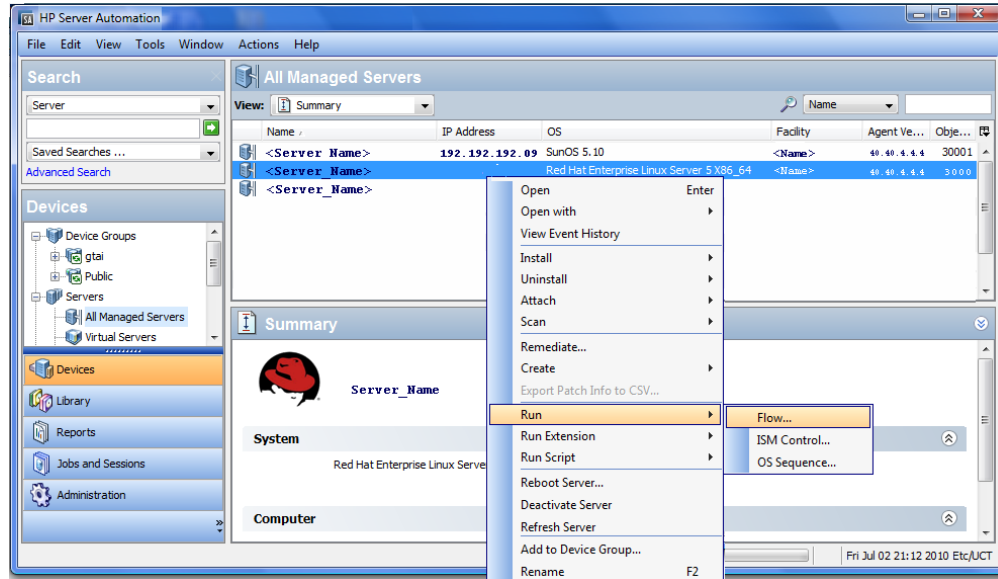 HP Server Automation
File Edit View Tools Window Actions Help
Search
Server
Saved Searches ...
Advanced Search
Devices
Device Groups
gtai
Public
Servers
All Managed Servers
Virtual Servers
Devices
Library
Reports
Jobs and Sessions
Administration
All Managed Servers
View: Summary Name
Name IP Address OS Facility Agent Ve... Obje...
<Server Name> 192.192.192.09 SunOS 5.10 <Name> 40.40.4.4.4 30001
<Server_Name> Red Hat Enterprise Linux Server 5 X86_64 <Name> 40.40.4.4.4 3000
<Server_Name>
Summary
Server_Name
System
Red Hat Enterprise Linux Serve
Computer
Open Enter
Open with
View Event History
Install
Uninstall
Attach
Scan
Remediate...
Create
Export Patch Info to CSV...
Run
Run Extension
Run Script
Reboot Server...
Deactivate Server
Refresh Server
Add to Device Group...
Rename F2
Flow...
ISM Control...
OS Sequence...
Fri Jul 02 21:12 2010 Etc/UCT